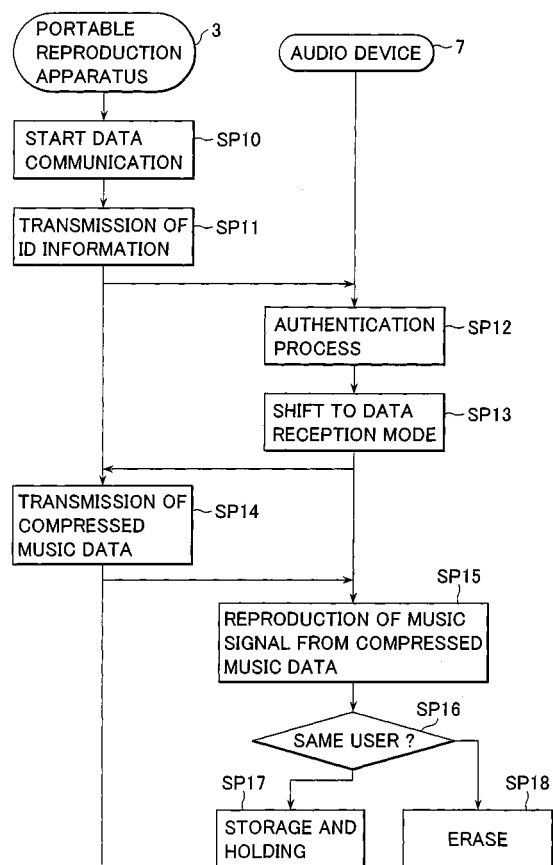 PORTABLE
REPRODUCTION
APPARATUS
3
AUDIO DEVICE
7
START DATA
COMMUNICATION
SP10
TRANSMISSION OF
ID INFORMATION
SP11
AUTHENTICATION
PROCESS
SP12
SHIFT TO DATA
RECEPTION MODE
SP13
TRANSMISSION OF
COMPRESSED
MUSIC DATA
SP14
SP15
REPRODUCTION OF MUSIC
SIGNAL FROM COMPRESSED
MUSIC DATA
SP16
SAME USER ?
SP17
STORAGE AND
HOLDING
SP18
ERASE